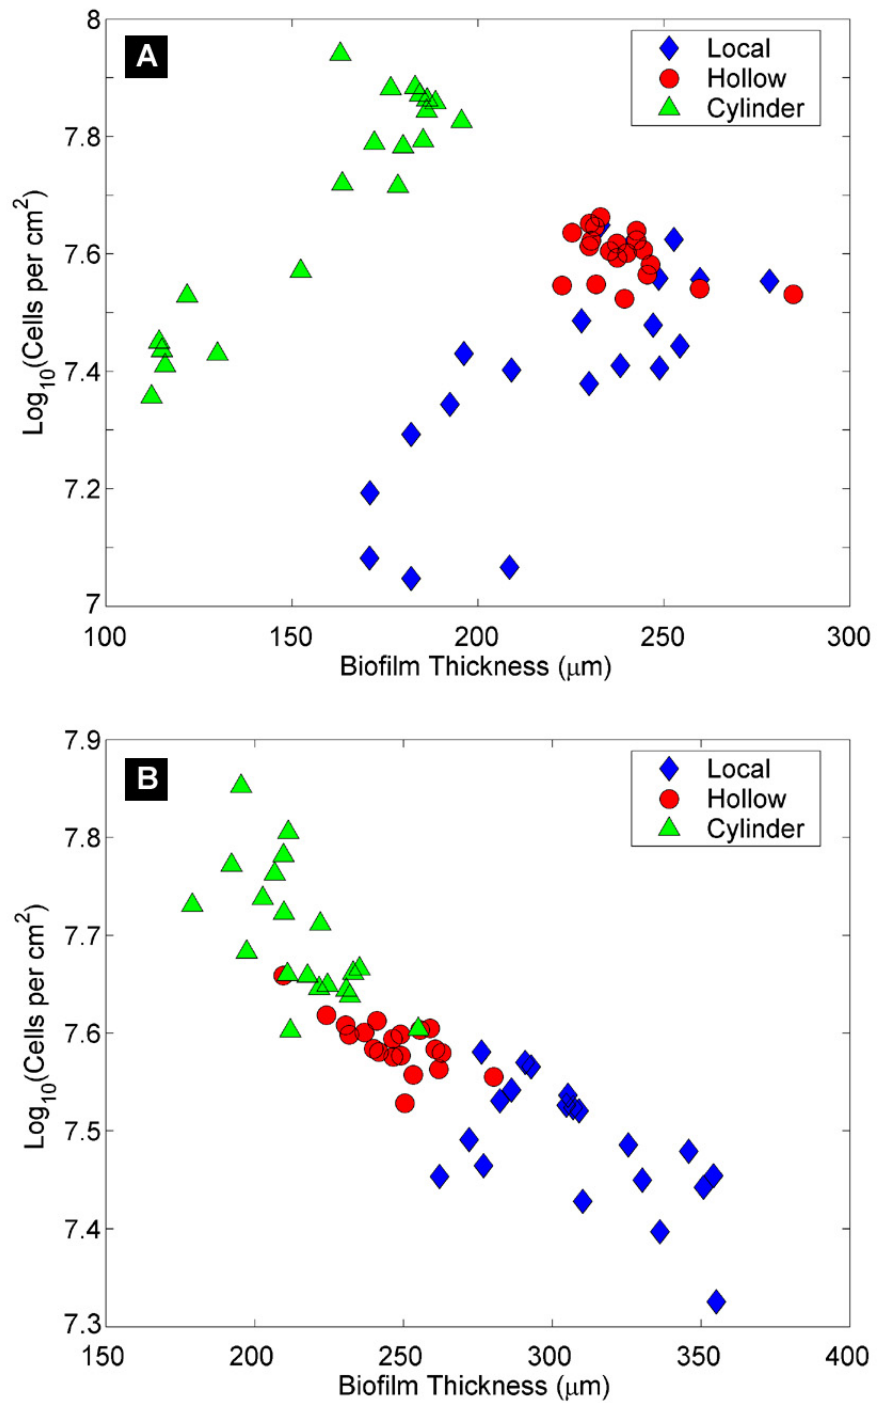 A
Local
Hollow
Cylinder
8
7.8
7.6
7.4
7.2
7
Log10(Cells per cm2)
100 150 200 250 300
Biofilm Thickness (μm)
B
Local
Hollow
Cylinder
7.9
7.8
7.7
7.6
7.5
7.4
7.3
Log10(Cells per cm2)
150 200 250 300 350 400
Biofilm Thickness (μm)